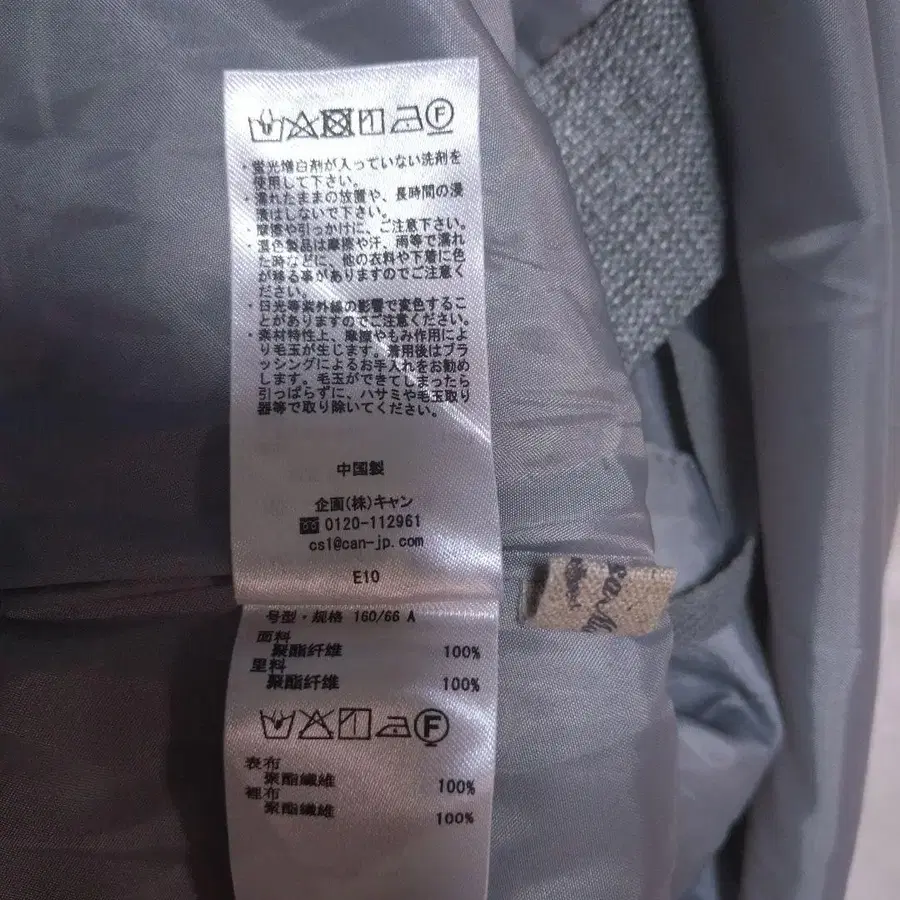 ・蛍光増白剤が入っていない洗剤を
使用して下さい。
・濡れたままの放置や、長時間の浸
漬はしないで下さい。
・摩擦や引っかけに、ご注意下さい。
・濃色製品は摩擦や汗、雨等で濡れ
た時などに、他の衣料や下着に色
が移る事がありますのでご注意く
ださい。
・日光等紫外線の影響で変色するこ
とがありますのでご注意ください。
・素材特性上、摩擦やもみ作用によ
り毛玉が生じます。着用後はブラ
ッシングによるお手入れをお勧め
します。毛玉ができてしまったら
引っぱらずに、ハサミや毛玉取り
器等で取り除いてください。
中国製
企画(株)キャン
0120-112961
cs1@can-jp.com
E10
号型・规格 160/66 A
面料
聚酯纤维 100%
里料
聚酯纤维 100%
F
表布
聚酯纖維 100%
裡布
聚酯纖維 100%